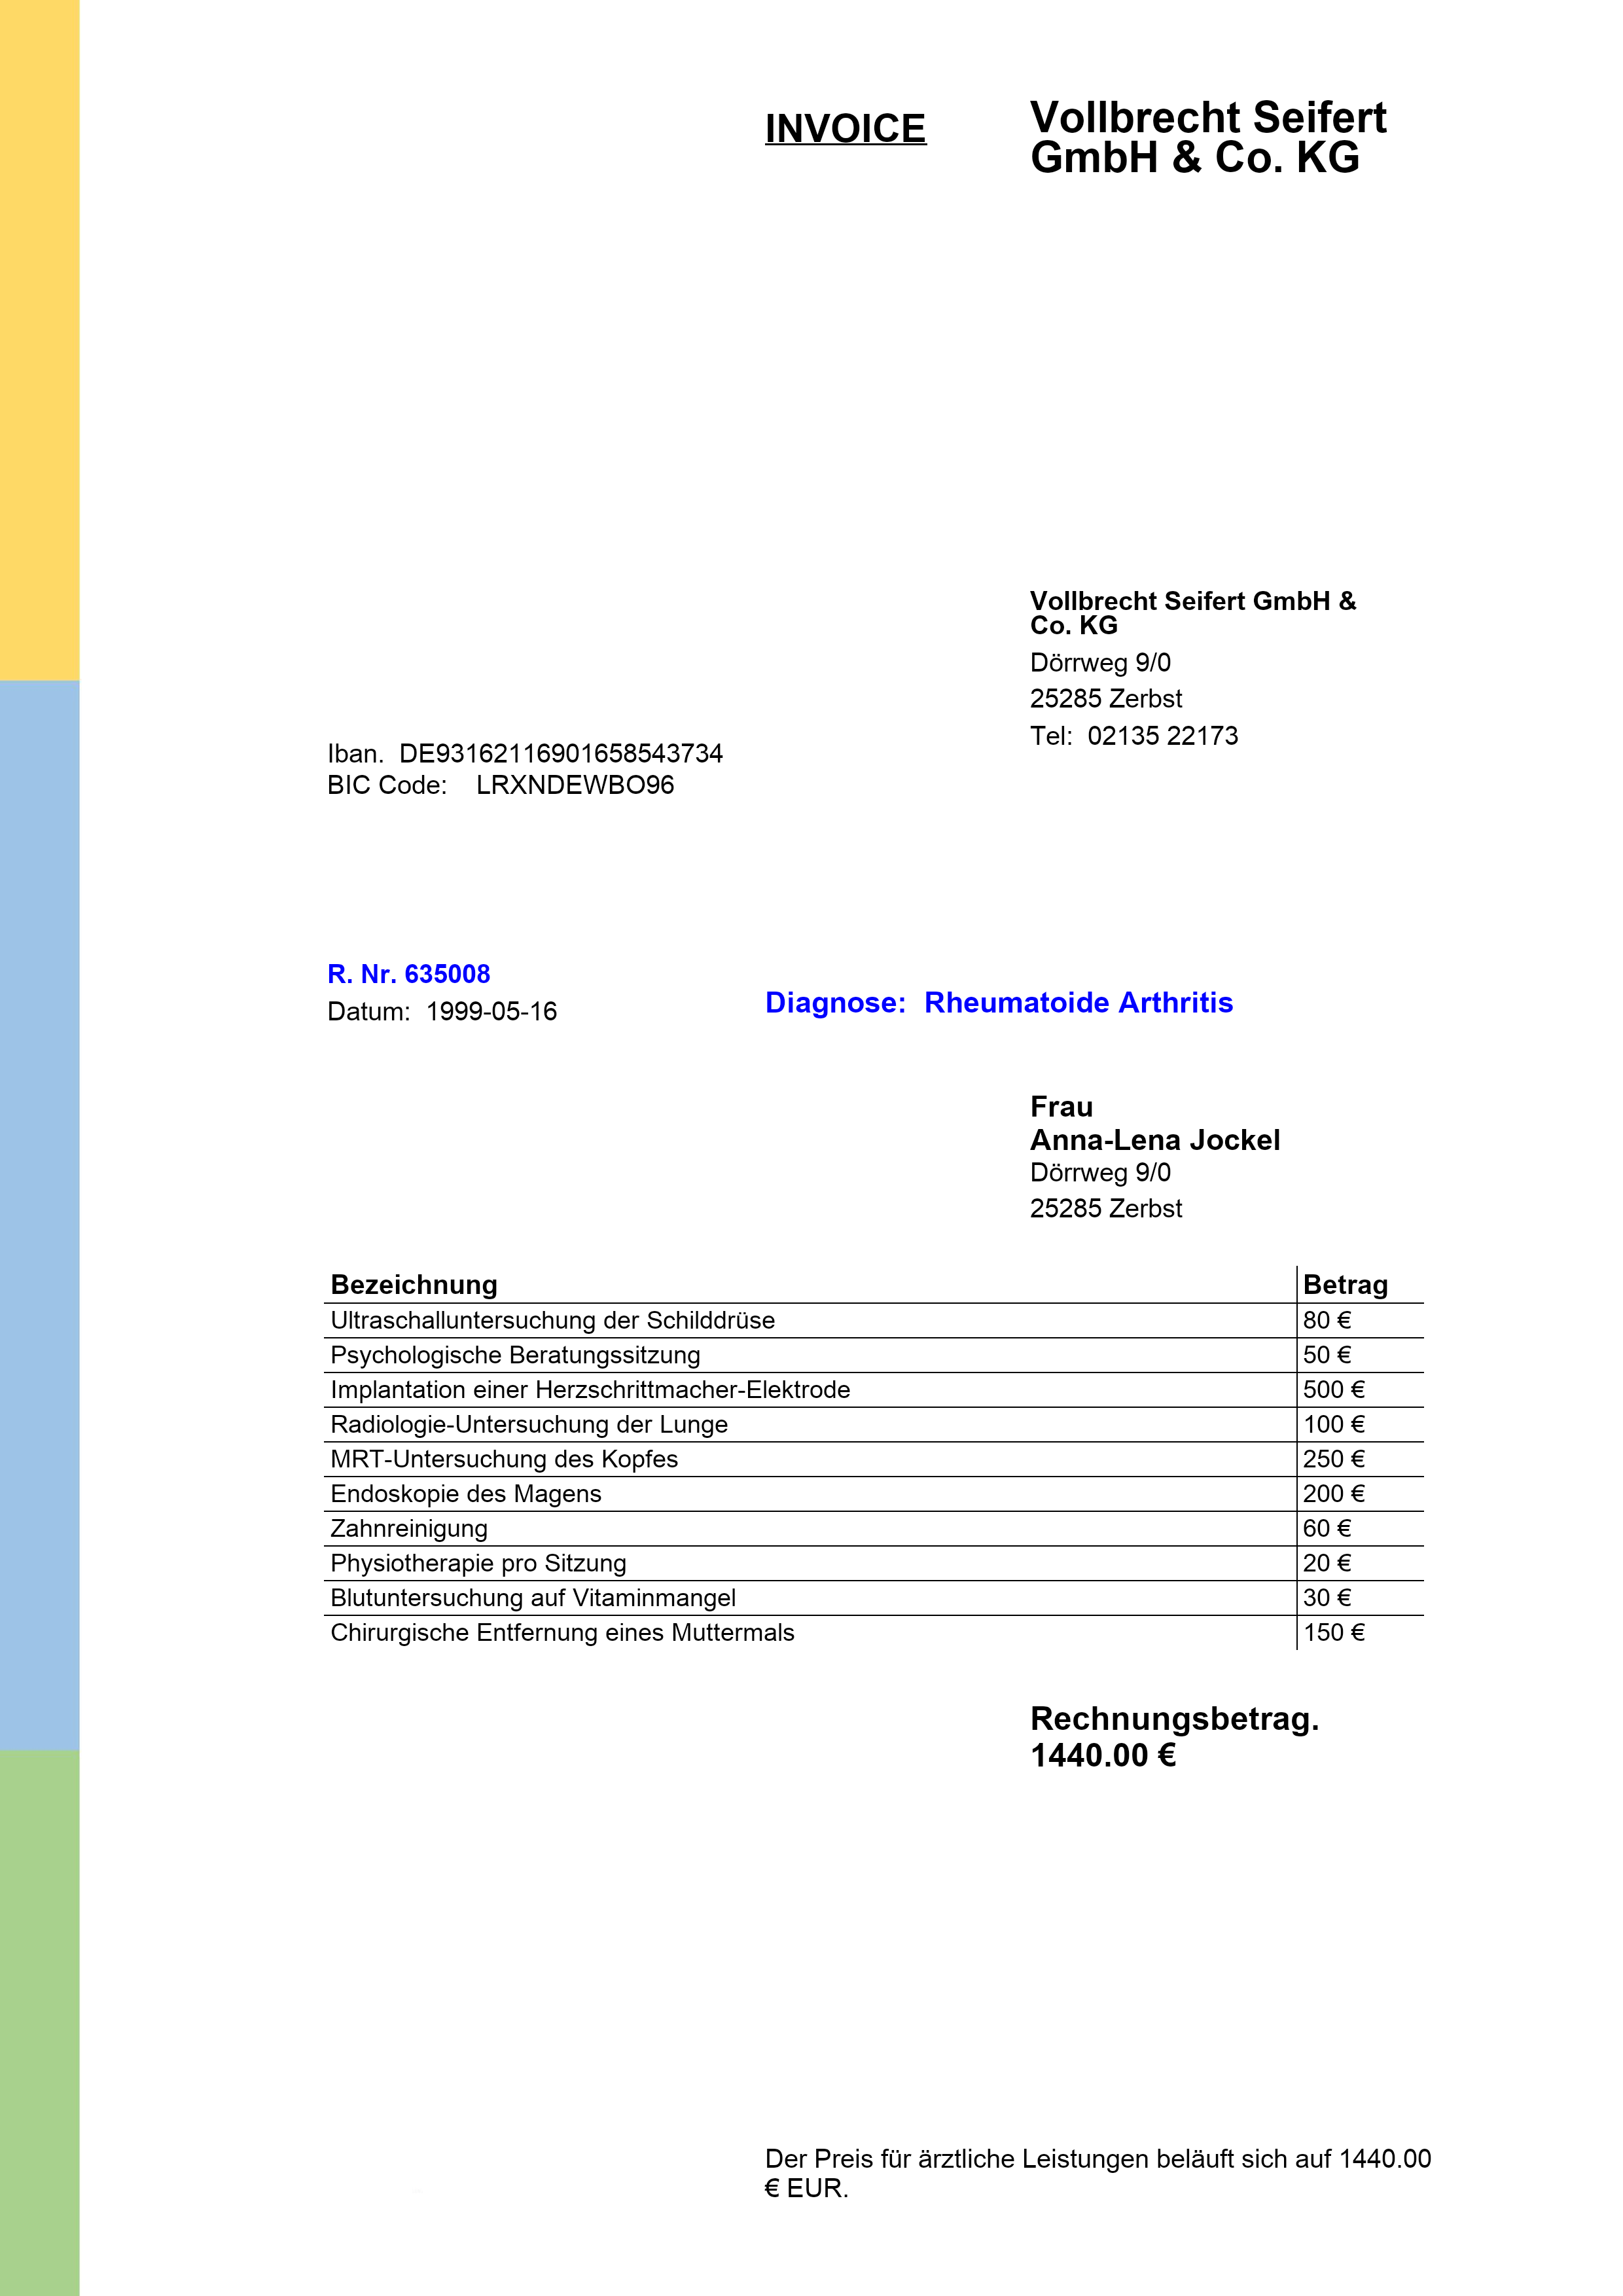 INVOICE
Vollbrecht Seifert
GmbH & Co. KG
Vollbrecht Seifert GmbH &
Co. KG
Dörrweg 9/0
25285 Zerbst
Tel: 02135 22173
Iban. DE93162116901658543734
BIC Code: LRXNDEWBO96
R. Nr. 635008
Datum: 1999-05-16
Diagnose: Rheumatoide Arthritis
Frau
Anna-Lena Jockel
Dörrweg 9/0
25285 Zerbst
Bezeichnung Betrag
Ultraschalluntersuchung der Schilddrüse 80 €
Psychologische Beratungssitzung 50 €
Implantation einer Herzschrittmacher-Elektrode 500 €
Radiologie-Untersuchung der Lunge 100 €
MRT-Untersuchung des Kopfes 250 €
Endoskopie des Magens 200 €
Zahnreinigung 60 €
Physiotherapie pro Sitzung 20 €
Blutuntersuchung auf Vitaminmangel 30 €
Chirurgische Entfernung eines Muttermals 150 €
Rechnungsbetrag.
1440.00 €
Der Preis für ärztliche Leistungen beläuft sich auf 1440.00
€ EUR.